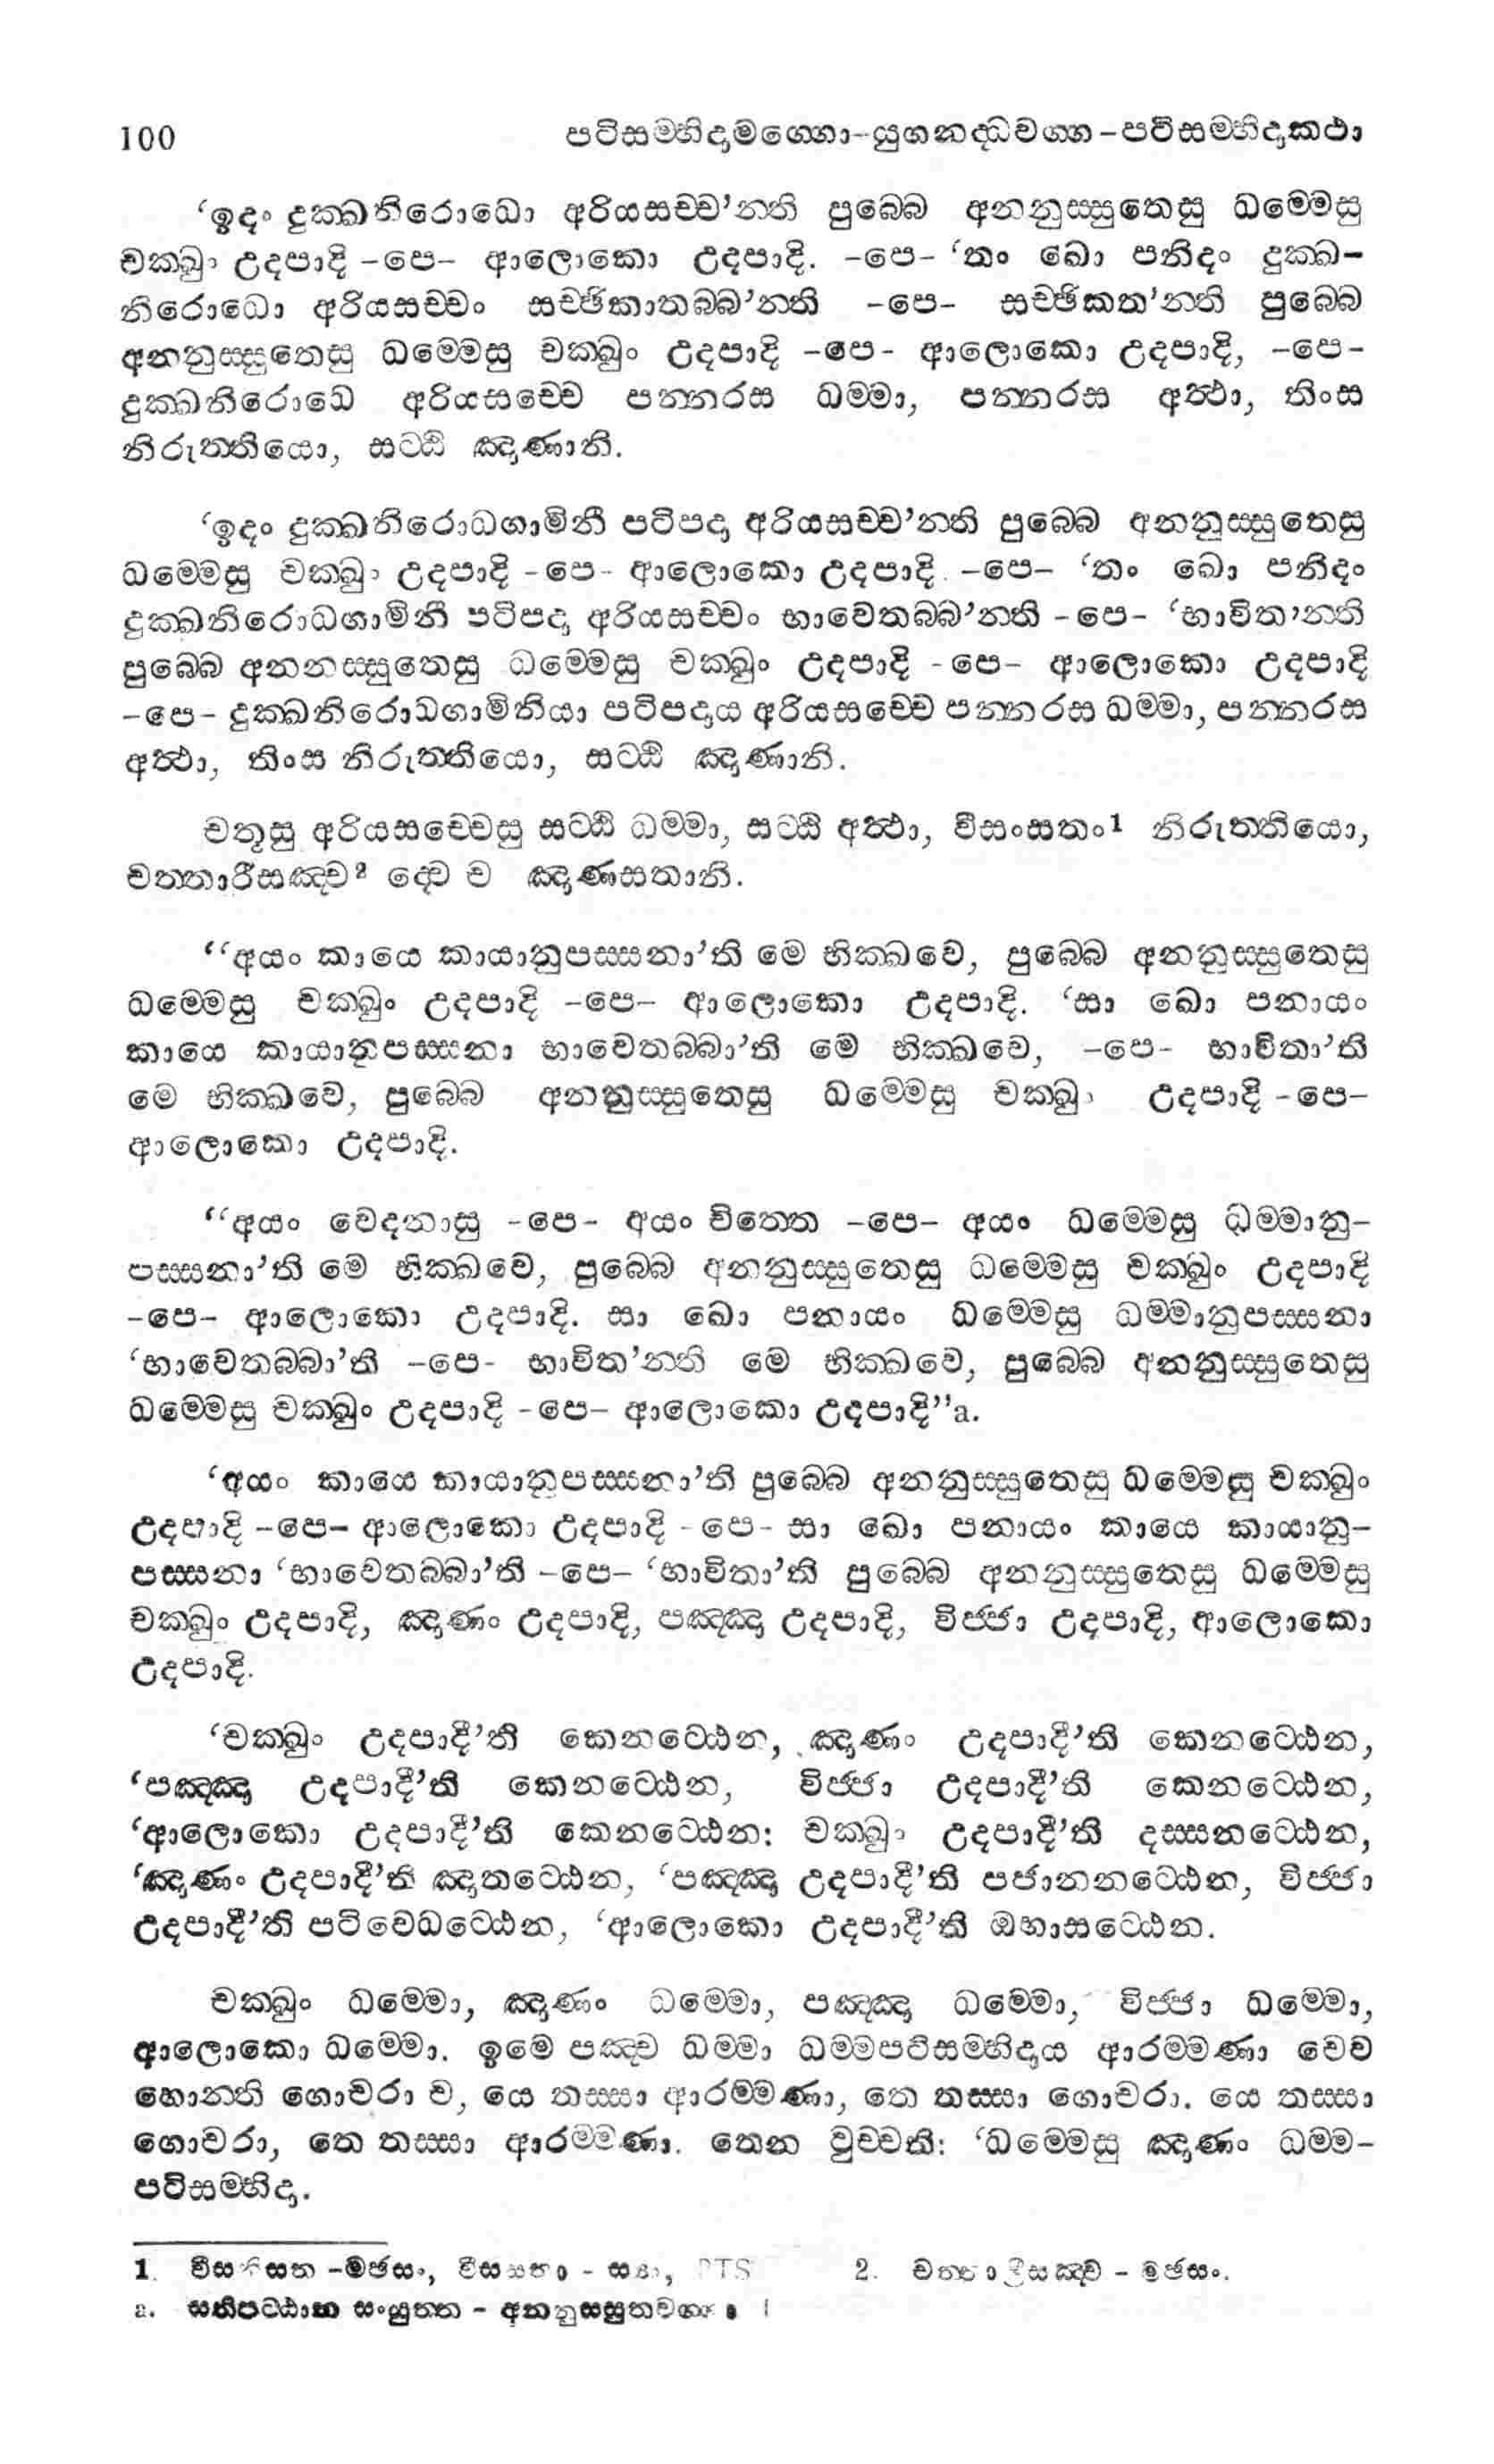 100 පටිසම්භිදාමග්ගො-යුගනද්ධවග්ග-පටිසම්භිදාකථා
‘ඉදං දුක්ඛනිරොධො අරියසච්ච’න්ති පුබ්බෙ අනනුස්සුතෙසු ධම්මෙසු
චක්ඛුං උදපාදි -පෙ- ආලොකො උදපාදි. -පෙ- ‘තං ඛො පනිදං දුක්ඛ-
නිරොධො අරියසච්චං සච්ඡිකාතබ්බ’න්ති -පෙ- සච්ඡිකත’න්ති පුබ්බෙ
අනනුස්සුතෙසු ධම්මෙසු චක්ඛුං උදපාදි -පෙ- ආලොකො උදපාදි, -පෙ-
දුක්ඛනිරොධෙ අරියසච්චෙ පන්නරස ධම්මා, පන්නරස අත්ථා, තිංස
නිරුත්තියො, සට්ඨි ඤාණානි.
‘ඉදං දුක්ඛනිරොධගාමිනී පටිපදා අරියසච්ච’න්ති පුබ්බෙ අනනුස්සුතෙසු
ධම්මෙසු චක්ඛුං උදපාදි -පෙ- ආලොකො උදපාදි. -පෙ- ‘තං ඛො පනිදං
දුක්ඛනිරොධගාමිනී පටිපදා අරියසච්චං භාවෙතබ්බ’න්ති -පෙ- ‘භාවිත’න්ති
පුබ්බෙ අනනස්සුතෙසු ධම්මෙසු චක්ඛුං උදපාදි -පෙ- ආලොකො උදපාදි
-පෙ- දුක්ඛනිරොධගාමිනියා පටිපදාය අරියසච්චෙ පන්නරස ධම්මා, පන්නරස
අත්ථා, තිංස නිරුත්තියො, සට්ඨි ඤාණානි.
චතූසු අරියසච්චෙසු සට්ඨි ධම්මා, සට්ඨි අත්ථා, වීසංසතං1 නිරුත්තියො,
චත්තාරීසඤ්ච2 ද්වෙ ච ඤාණසතානි.
“අයං කායෙ කායානුපස්සනා’ති මෙ භික්ඛවෙ, පුබ්බෙ අනනුස්සුතෙසු
ධම්මෙසු චක්ඛුං උදපාදි -පෙ- ආලොකො උදපාදි. ‘සා ඛො පනායං
කායෙ කායානුපස්සනා භාවෙතබ්බා’ති මෙ භික්ඛවෙ, -පෙ- භාවිතා’ති
මෙ භික්ඛවෙ, පුබ්බෙ අනනුස්සුතෙසු ධම්මෙසු චක්ඛුං උදපාදි -පෙ-
ආලොකො උදපාදි.
“අයං වෙදනාසු -පෙ- අයං චිත්තෙ -පෙ- අයං ධම්මෙසු ධම්මානු-
පස්සනා’ති මෙ භික්ඛවෙ, පුබ්බෙ අනනුස්සුතෙසු ධම්මෙසු චක්ඛුං උදපාදි
-පෙ- ආලොකො උදපාදි. සා ඛො පනායං ධම්මෙසු ධම්මානුපස්සනා
‘භාවෙතබ්බා’ති -පෙ- භාවිත’න්ති මෙ භික්ඛවෙ, පුබ්බෙ අනනුස්සුතෙසු
ධම්මෙසු චක්ඛුං උදපාදි -පෙ- ආලොකො උදපාදි”a.
‘අයං කායෙ කායානුපස්සනා’ති පුබ්බෙ අනනුස්සුතෙසු ධම්මෙසු චක්ඛුං
උදපාදි -පෙ- ආලොකො උදපාදි -පෙ- සා ඛො පනායං කායෙ කායානු-
පස්සනා ‘භාවෙතබ්බා’ති -පෙ- ‘භාවිතා’ති පුබ්බෙ අනනුස්සුතෙසු ධම්මෙසු
චක්ඛුං උදපාදි, ඤාණං උදපාදි, පඤ්ඤා උදපාදි, විජ්ජා උදපාදි, ආලොකො
උදපාදි.
‘චක්ඛුං උදපාදී’ති කෙනට්ඨෙන, ඤාණං උදපාදී’ති කෙනට්ඨෙන,
‘පඤ්ඤා උදපාදී’ති කෙනට්ඨෙන, විජ්ජා උදපාදී’ති කෙනට්ඨෙන,
‘ආලොකො උදපාදී’ති කෙනට්ඨෙන: චක්ඛුං උදපාදී’ති දස්සනට්ඨෙන,
‘ඤාණං උදපාදී’ති ඤාතට්ඨෙන, ‘පඤ්ඤා උදපාදී’ති පජානනට්ඨෙන, විජ්ජා
උදපාදී’ති පටිවෙධට්ඨෙන, ‘ආලොකො උදපාදී’ති ඔභාසට්ඨෙන.
චක්ඛුං ධම්මො, ඤාණං ධම්මො, පඤ්ඤා ධම්මො, විජ්ජා ධම්මො,
ආලොකො ධම්මො. ඉමෙ පඤ්ච ධම්මා ධම්මපටිසම්භිදාය ආරම්මණා චෙව
හොන්ති ගොචරා ච, යෙ තස්සා ආරම්මණා, තෙ තස්සා ගොචරා. යෙ තස්සා
ගොචරා, තෙ තස්සා ආරම්මණා. තෙන වුච්චති: ‘ධම්මෙසු ඤාණං ධම්ම-
පටිසම්භිදා.
1. වීසතිසත -මඡසං, වීසසතා -ස්‍යා, PTS 2. චත්තාලීසඤ්ච - මඡසං.
a. සතිපට්ඨාන සංයුත්ත - අනනුස්සුතවග්ග